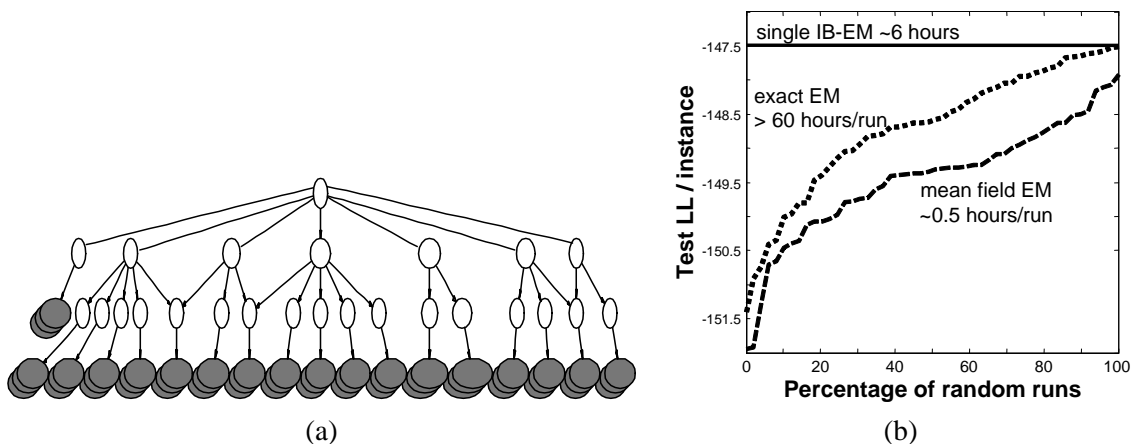 single IB-EM ~6 hours
-147.5
exact EM
> 60 hours/run
-148.5
-149.5
mean field EM
~0.5 hours/run
-150.5
-151.5
Test LL / instance
0 20 40 60 80 100
Percentage of random runs
(a) (b)